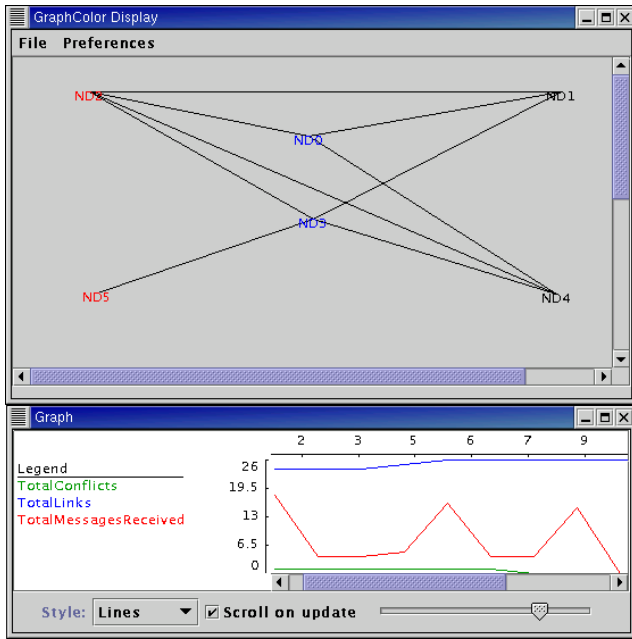 GraphColor Display
File Preferences
ND2 ND1
ND0
ND3
ND5 ND4
Graph
2 3 5 6 7 9
Legend
TotalConflicts
TotalLinks
TotalMessagesReceived
26
19.5
13
6.5
0
Style: Lines Scroll on update